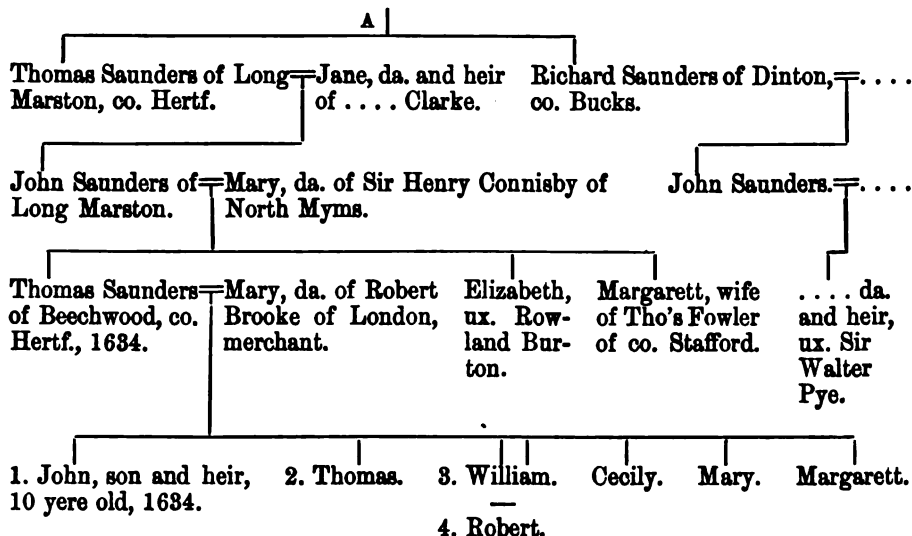 A
Thomas Saunders of Long Marston, co. Hertf.
Jane, da. and heir of .... Clarke.
Richard Saunders of Dinton, co. Bucks.
....
John Saunders of Long Marston.
Mary, da. of Sir Henry Connisby of North Myms.
John Saunders.
....
Thomas Saunders of Beechwood, co. Hertf., 1634.
Mary, da. of Robert Brooke of London, merchant.
Elizabeth, ux. Rowland Burton.
Margarett, wife of Tho's Fowler of co. Stafford.
.... da. and heir, ux. Sir Walter Pye.
1. John, son and heir, 10 yere old, 1634.
2. Thomas.
3. William.
4. Robert.
Cecily.
Mary.
Margarett.